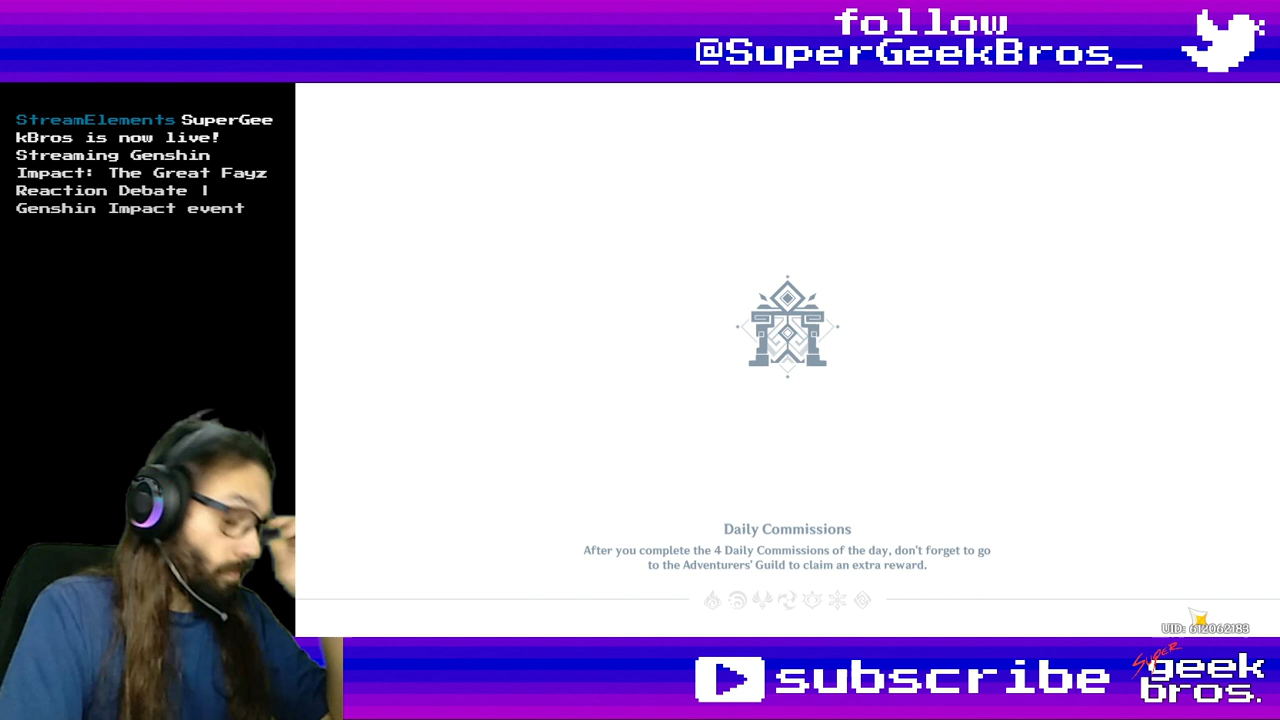 follow
@SuperGeekBros_
StreamElements SuperGee
kBros is now live!
Streaming Genshin
Impact: The Great Fayz
Reaction Debate |
Genshin Impact event
Daily Commissions
After you complete the 4 Daily Commissions of the day, don't forget to go
to the Adventurers' Guild to claim an extra reward.
UID: 612062183
subscribe
SUPER
geek
bros.